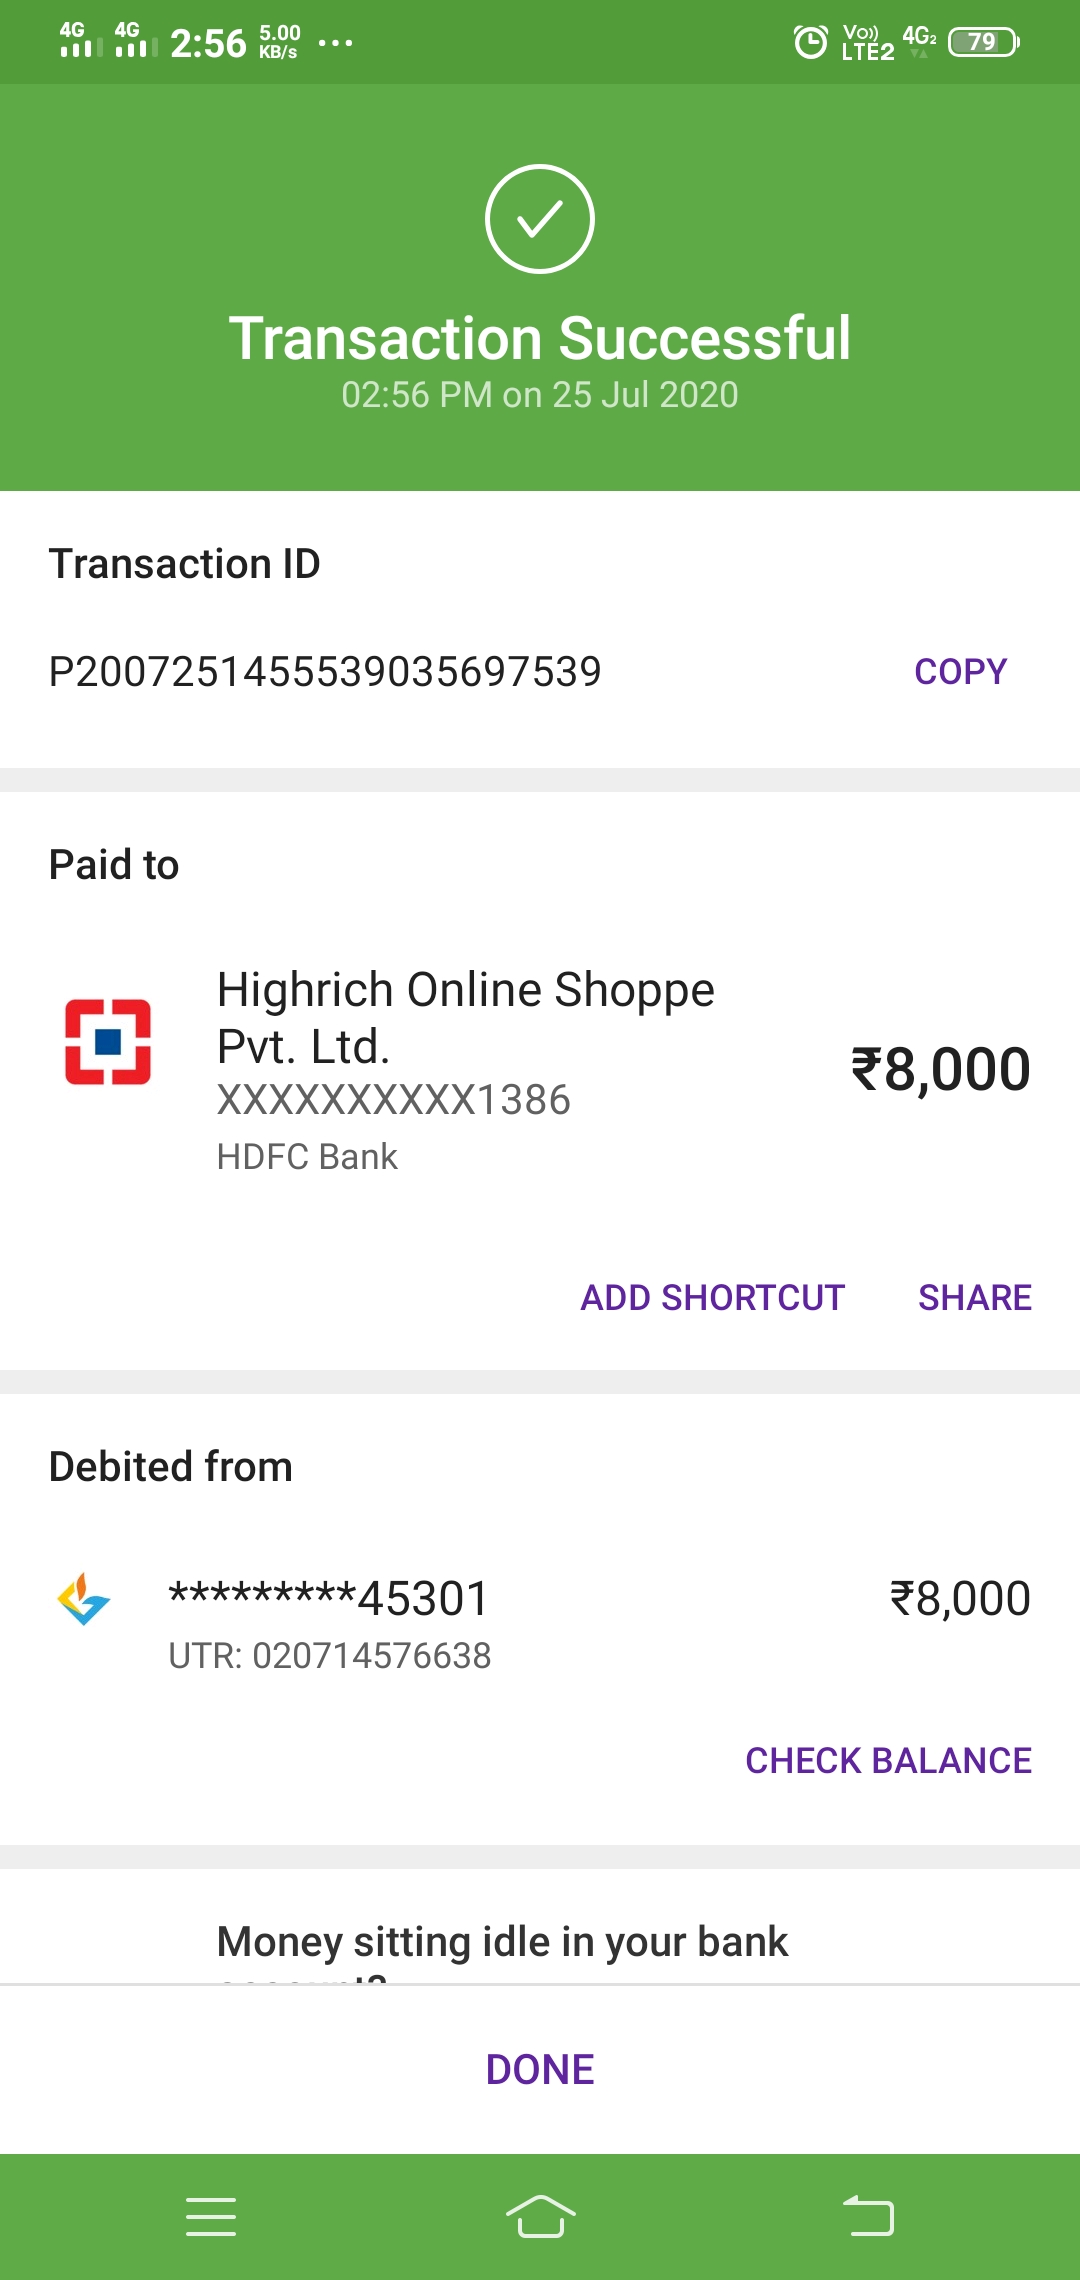 4G 4G 2:56 5.00 KB/s ... Vo)) LTE2 4G2 79
Transaction Successful
02:56 PM on 25 Jul 2020
Transaction ID
P2007251455539035697539 COPY
Paid to
Highrich Online Shoppe
Pvt. Ltd.
₹8,000
XXXXXXXXXX1386
HDFC Bank
ADD SHORTCUT SHARE
Debited from
*********45301 ₹8,000
UTR: 020714576638
CHECK BALANCE
Money sitting idle in your bank
DONE